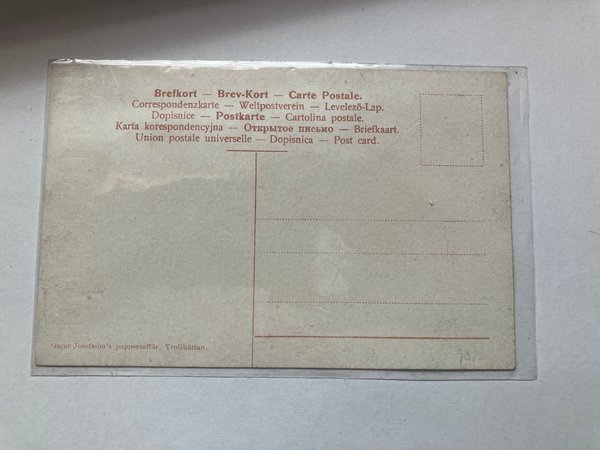 Brefkort — Brev-Kort — Carte Postale.
Correspondenzkarte — Weltpostverein — Levelező-Lap.
Dopisnice — Postkarte — Cartolina postale.
Karta korespondencyjna — Открытое письмо — Briefkaart.
Union postale universelle — Dopisnica — Post card.
Oscar Josefsson's pappersaffär, Trollhättan.